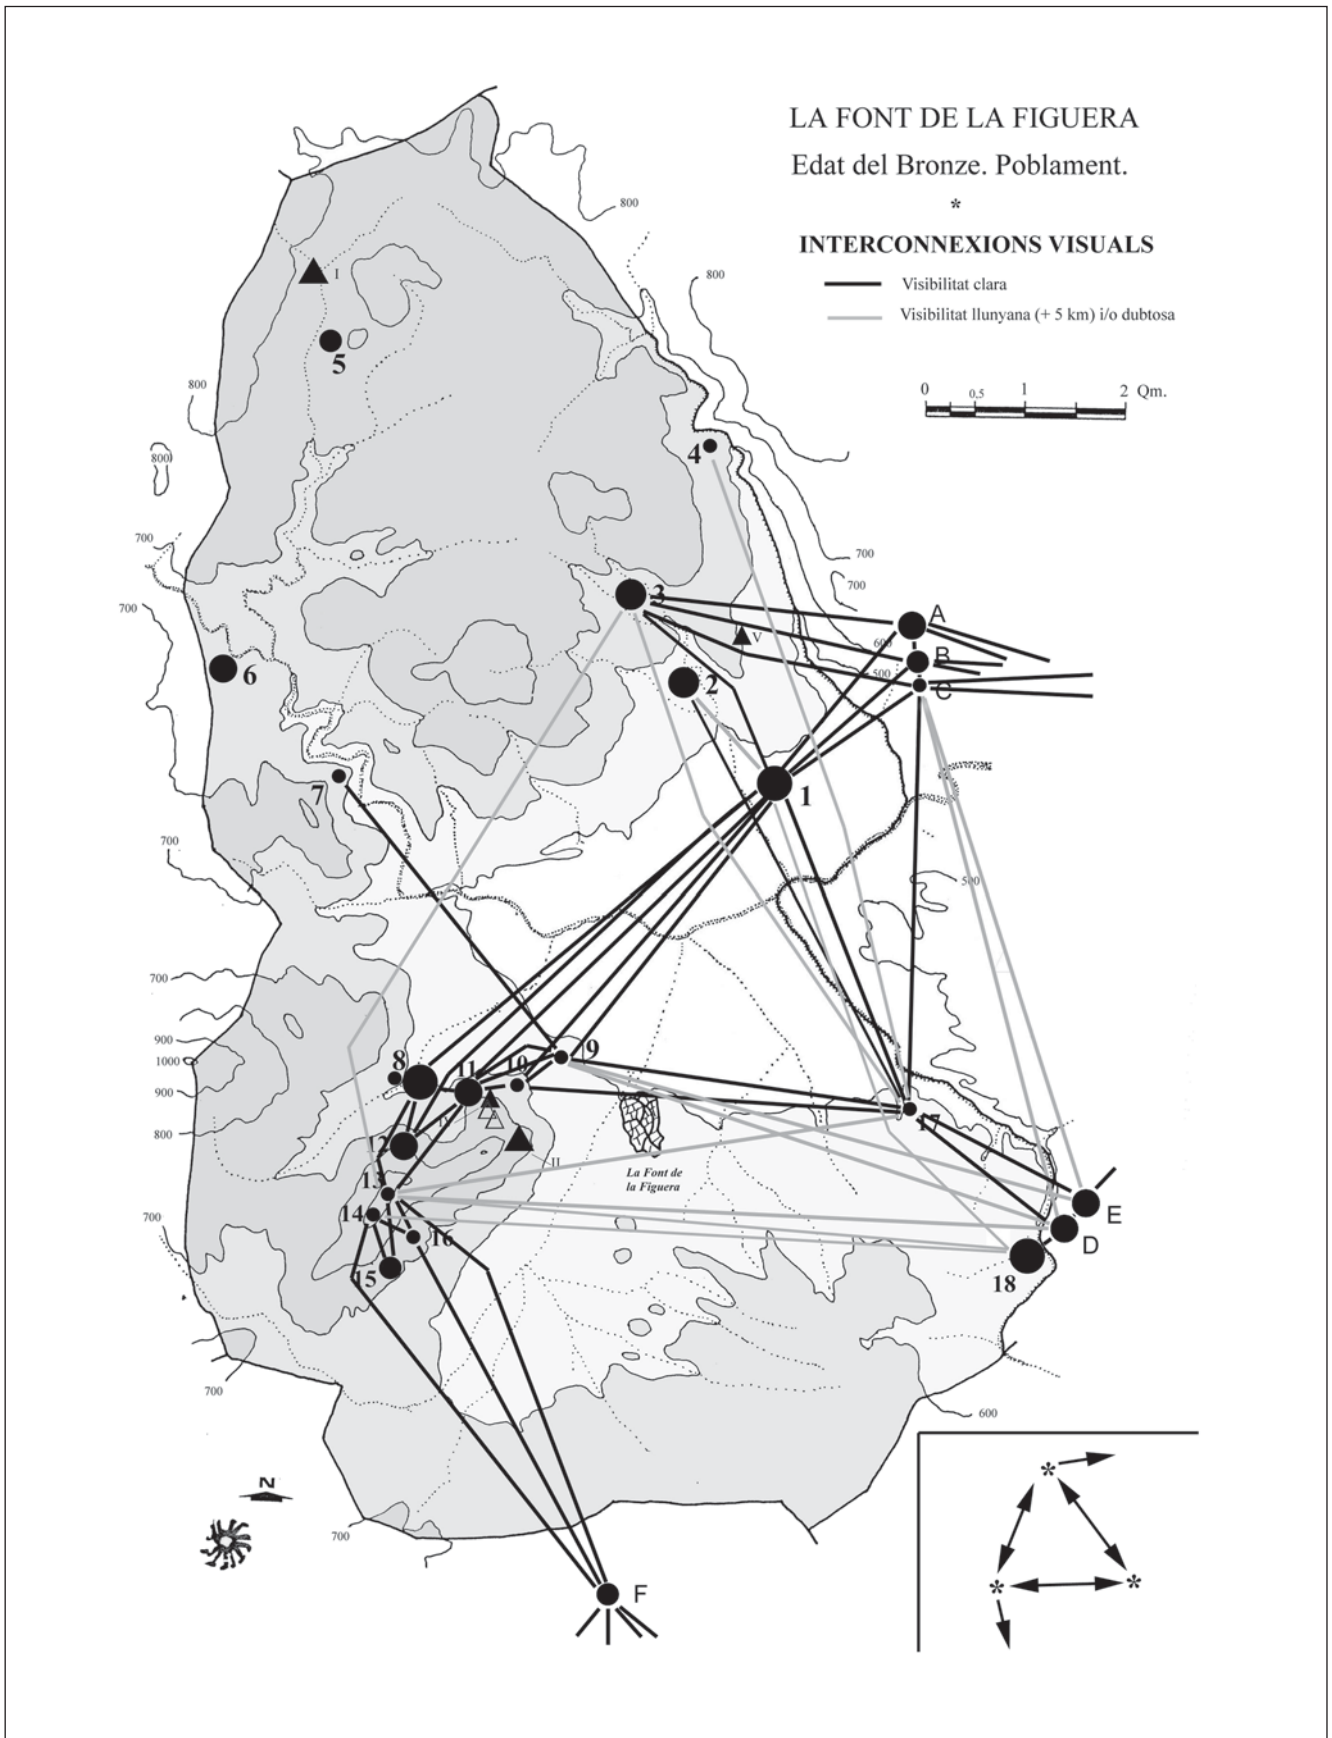 LA FONT DE LA FIGUERA
Edat del Bronze. Poblament.
*
INTERCONNEXIONS VISUALS
Visibilitat clara
Visibilitat llunyana (+ 5 km) i/o dubtosa
0 0,5 1 2 Qm.
800
800
I
5
800
4
800
700
700
700
700
3
A
V
600
B
6
2
500
C
7
1
700
500
700
900
1000
8
11
10
9
900
17
800
12
II
13
La Font de
la Figuera
14
16
E
700
D
15
18
700
600
N
700
F